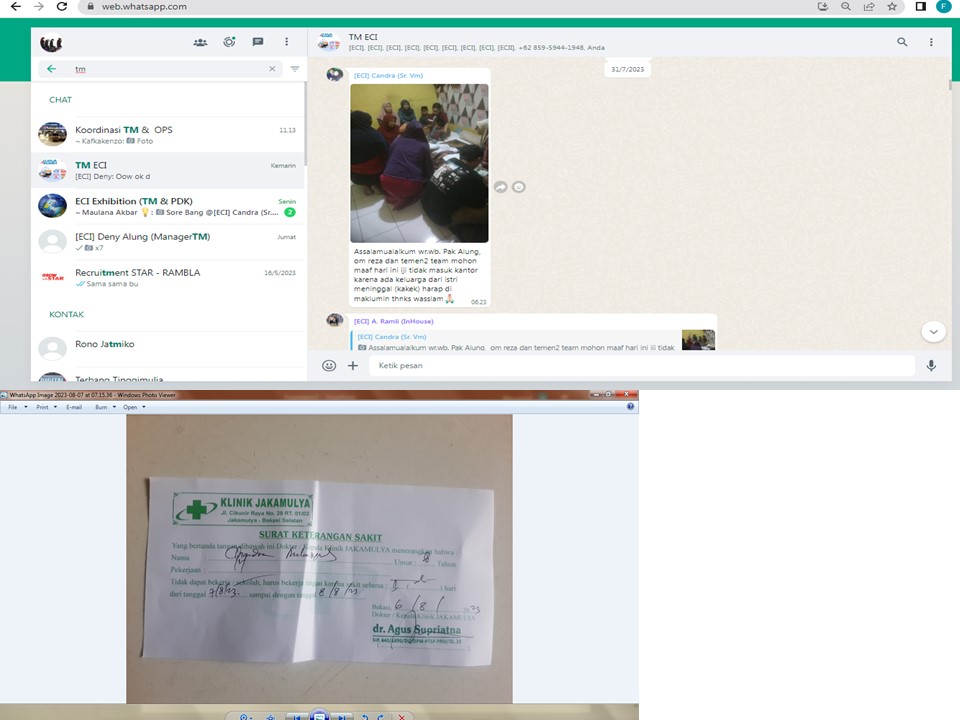 web.whatsapp.com
F
TM ECI
[ECI], [ECI], [ECI], [ECI], [ECI], [ECI], [ECI], [ECI], [ECI], +62 859-5944-1948, Anda
tm
CHAT
Koordinasi TM & OPS
11.13
~ Kafkakenzo: Foto
TM ECI
Kemarin
[ECI] Deny: Oow ok d
ECI Exhibition (TM & PDK)
Senin
~ Maulana Akbar 💡: Sore Bang @[ECI] Candra (Sr....
2
[ECI] Deny Alung (ManagerTM)
Jumat
x7
Recruitment STAR - RAMBLA
16/5/2023
Sama sama bu
KONTAK
Rono Jatmiko
Terbang Tinggimulia
31/7/2023
[ECI] Candra (Sr. Vm)
Assalamualaikum wr.wb. Pak Alung,
om reza dan temen2 team mohon
maaf hari ini iji tidak masuk kantor
karena ada keluarga dari istri
meninggal (kakek) harap di
maklumin thnks wasslam 🙏
06.23
[ECI] A. Ramli (InHouse)
[ECI] Candra (Sr. Vm)
Assalamualaikum wr.wb. Pak Alung, om reza dan temen2 team mohon maaf hari ini iji tidak
Ketik pesan
WhatsApp Image 2023-08-07 at 07.15.36 - Windows Photo Viewer
File Print E-mail Burn Open
KLINIK JAKAMULYA
Jl. Cikunir Raya No. 28 RT. 01/02
Jakamulya - Bekasi Selatan
SURAT KETERANGAN SAKIT
Yang bertanda tangan dibawah ini Dokter / Kepala Klinik JAKAMULYA menerangkan bahwa
Nama
Umur : Tahun
Pekerjaan :
Tidak dapat bekerja / sekolah, harus bekerja ringan karena sakit selama : ) hari
dari tanggal 7/8/23 sampai dengan tanggal 8/8/23
Bekasi, 6/8/ 2023
Dokter / Kepala Klinik JAKAMULYA
dr. Agus Supriatna